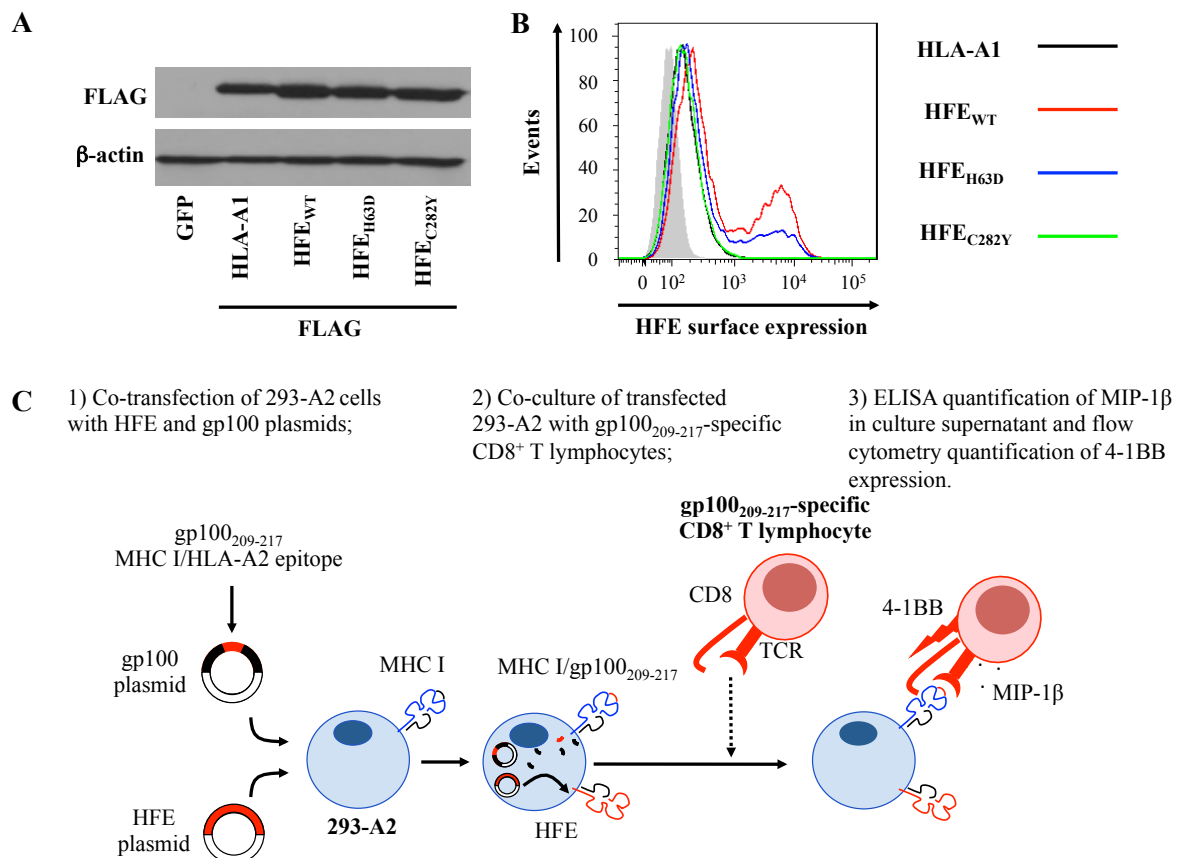 A
FLAG
β-actin
GFP
HLA-A1
HFEWT
HFEH63D
HFEC282Y
FLAG
B
Events
100
80
60
40
20
0
0 10² 10³ 10⁴ 10⁵
HFE surface expression
HLA-A1
HFEWT
HFEH63D
HFEC282Y
C
1) Co-transfection of 293-A2 cells
with HFE and gp100 plasmids;
2) Co-culture of transfected
293-A2 with gp100₂₀₉₋₂₁₇-specific
CD8⁺ T lymphocytes;
3) ELISA quantification of MIP-1β
in culture supernatant and flow
cytometry quantification of 4-1BB
expression.
gp100₂₀₉₋₂₁₇
MHC I/HLA-A2 epitope
gp100
plasmid
HFE
plasmid
MHC I
293-A2
MHC I/gp100₂₀₉₋₂₁₇
HFE
gp100₂₀₉₋₂₁₇-specific
CD8⁺ T lymphocyte
CD8
TCR
4-1BB
MIP-1β